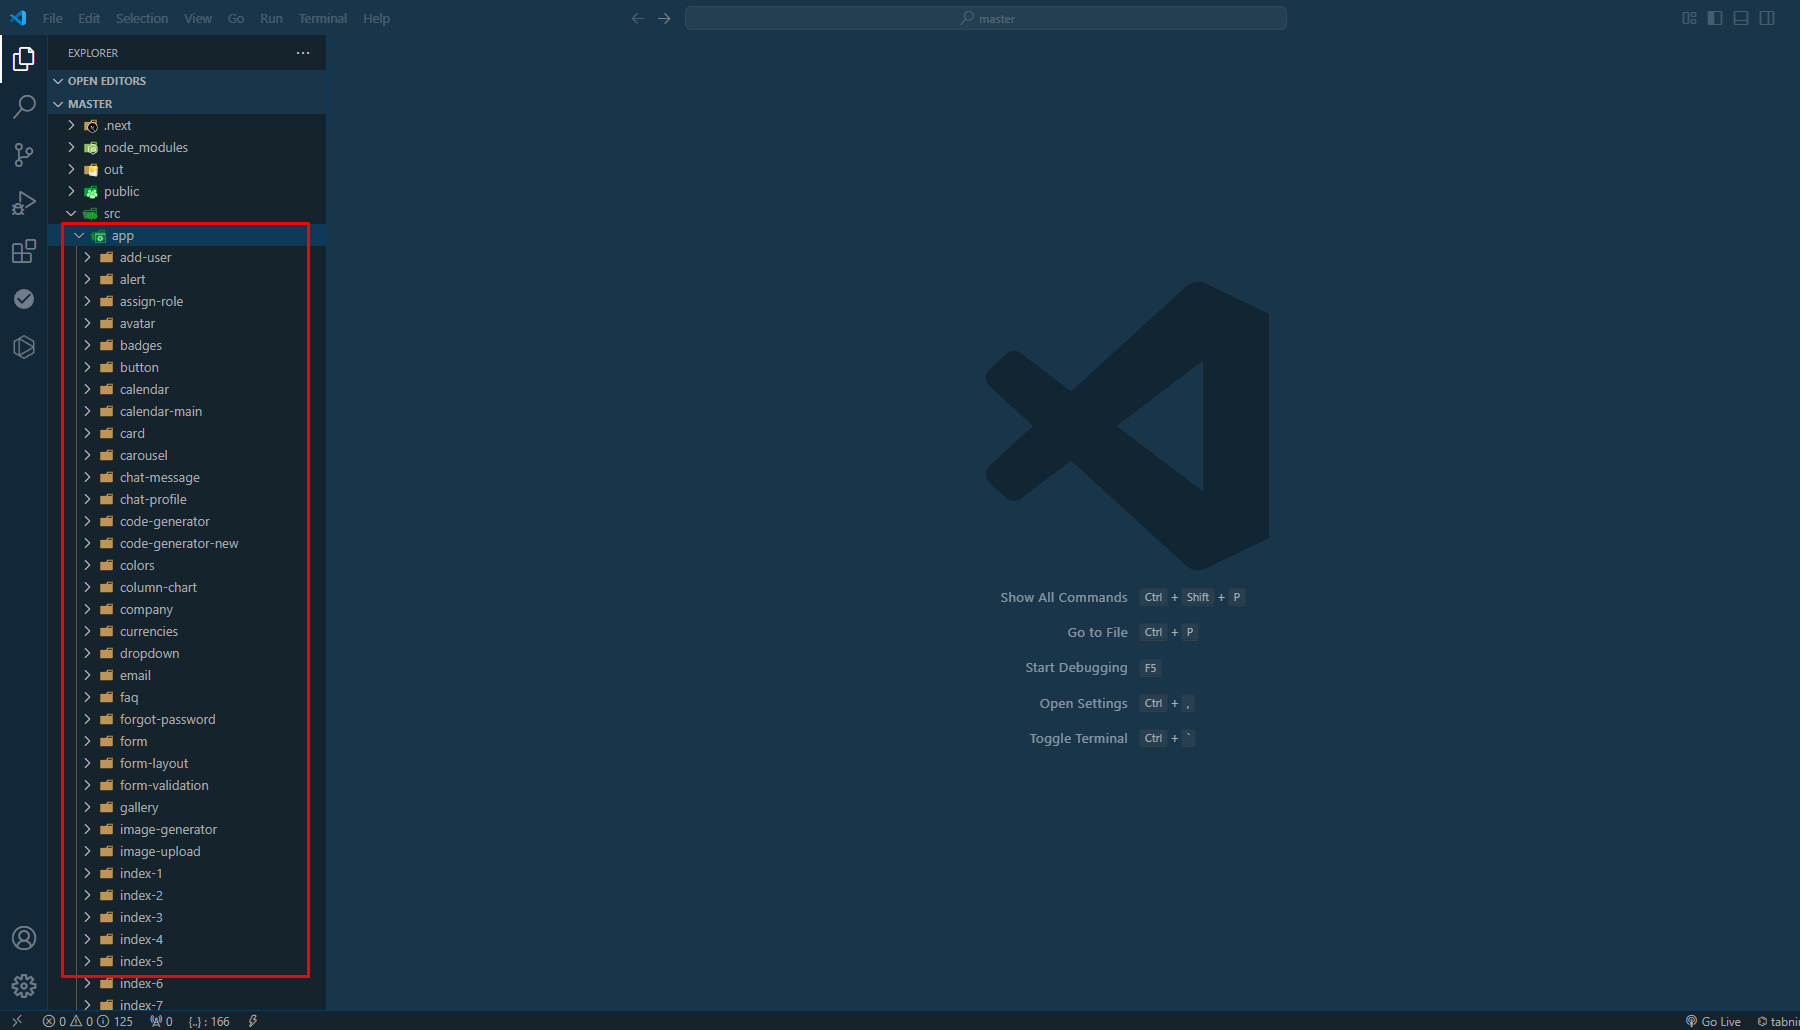 File Edit Selection View Go Run Terminal Help
master
EXPLORER
OPEN EDITORS
MASTER
.next
node_modules
out
public
src
app
add-user
alert
assign-role
avatar
badges
button
calendar
calendar-main
card
carousel
chat-message
chat-profile
code-generator
code-generator-new
colors
column-chart
company
currencies
dropdown
email
faq
forgot-password
form
form-layout
form-validation
gallery
image-generator
image-upload
index-1
index-2
index-3
index-4
index-5
index-6
index-7
Show All Commands Ctrl + Shift + P
Go to File Ctrl + P
Start Debugging F5
Open Settings Ctrl + ,
Toggle Terminal Ctrl + `
0 0 125 0 {..} : 166 Go Live tabni